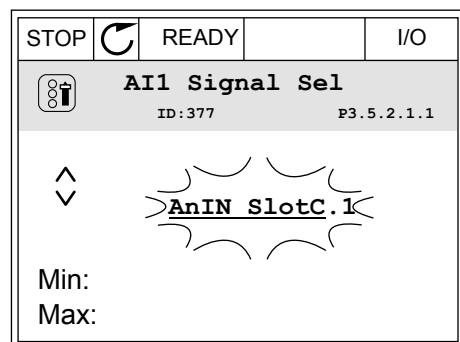 STOP READY I/O
AI1 Signal Sel
ID:377 P3.5.2.1.1
AnIN SlotC.1
Min:
Max: